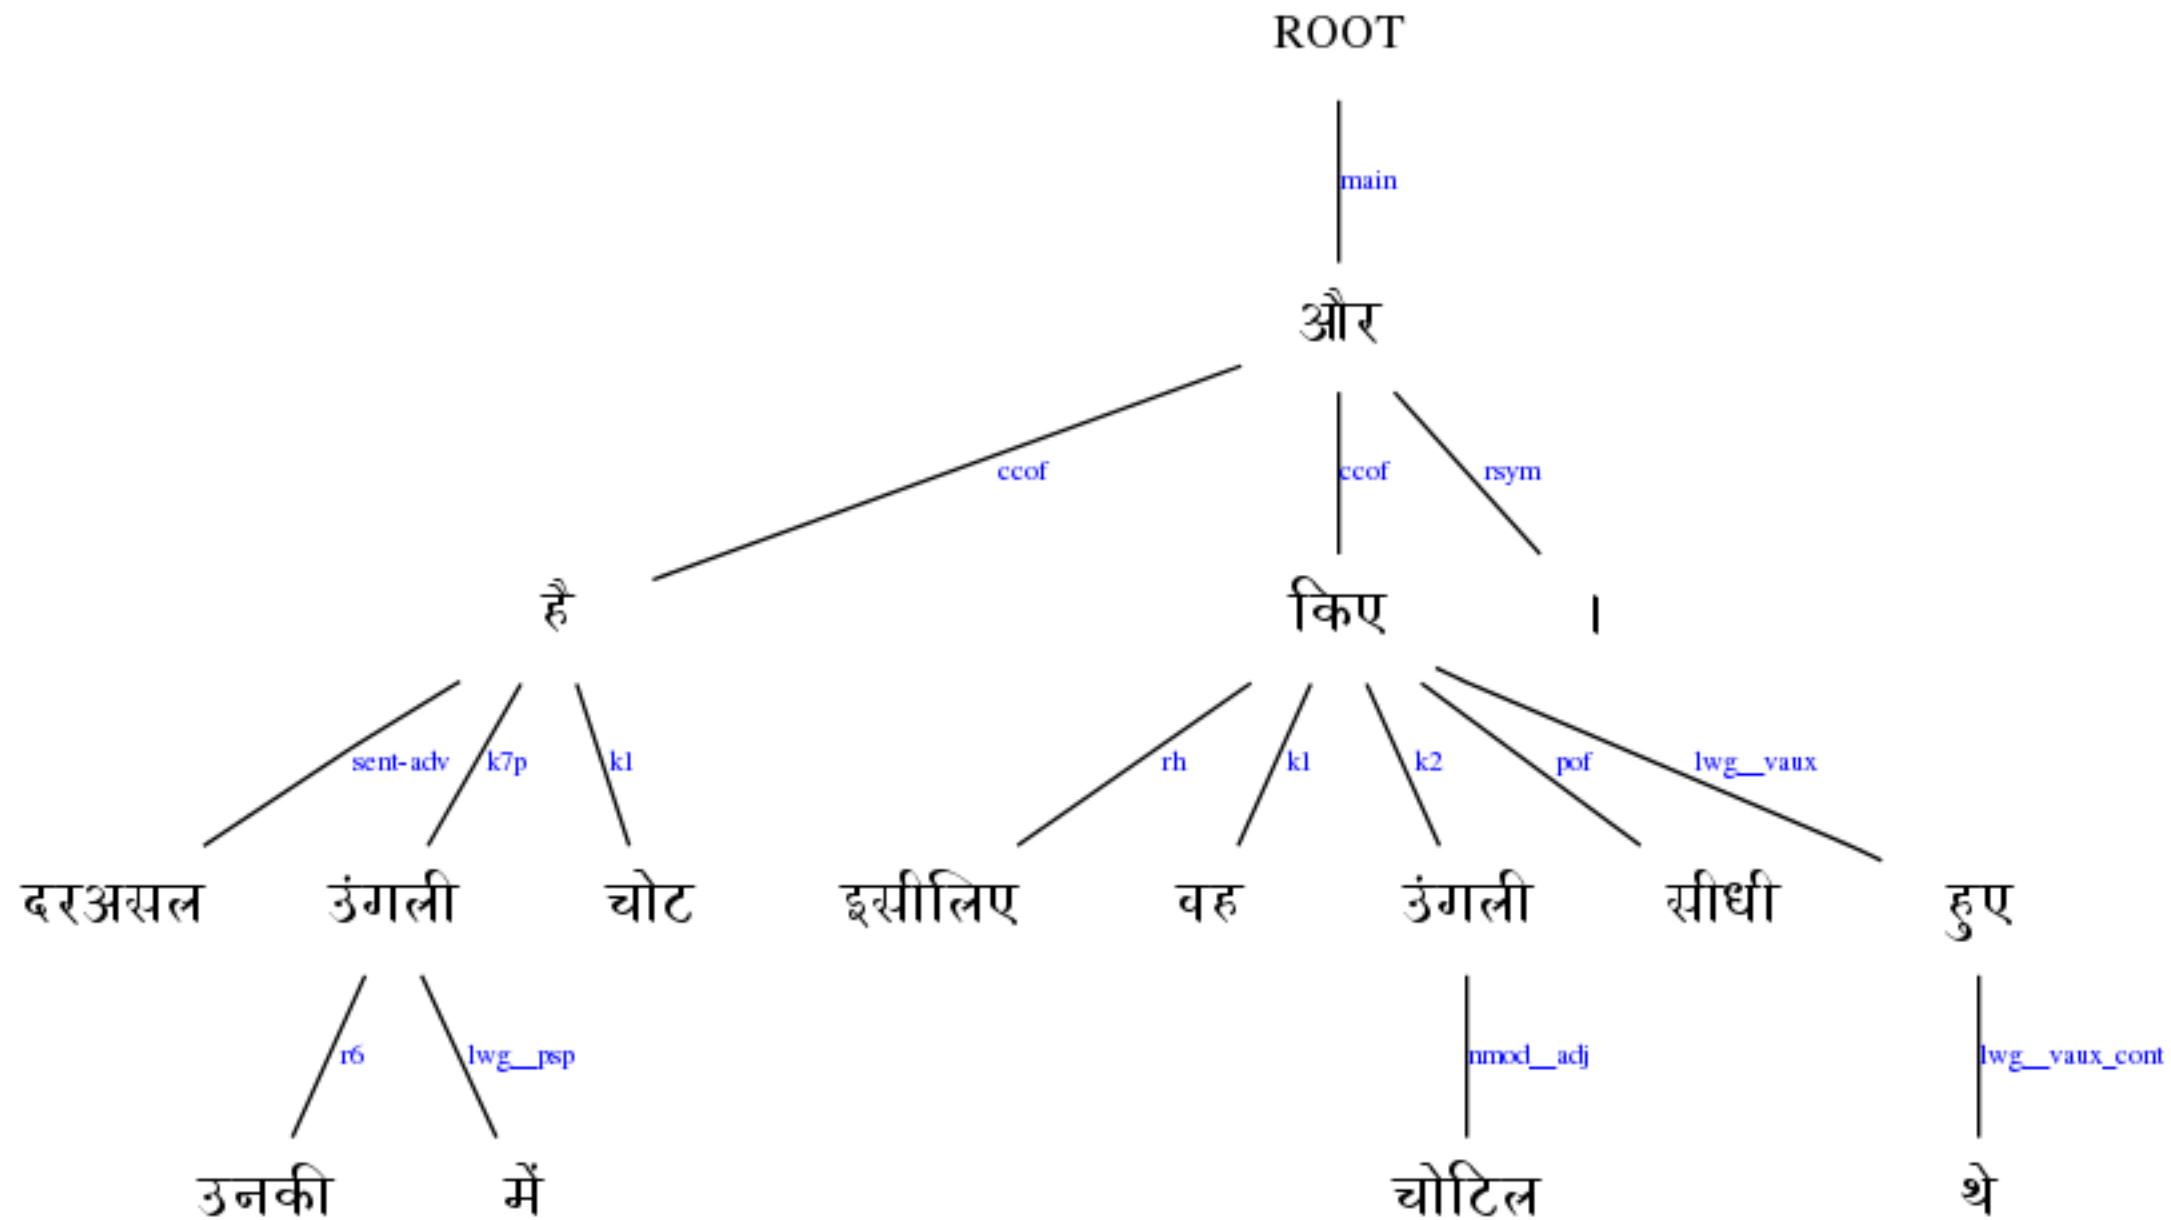 ROOT
main
और
ccof ccof rsym
है किए ।
sent-adv k7p k1 rh k1 k2 pof lwg__vaux
दरअसल उंगली चोट इसीलिए वह उंगली सीधी हुए
r6 lwg__psp nmod__adj lwg__vaux_cont
उनकी में चोटिल थे